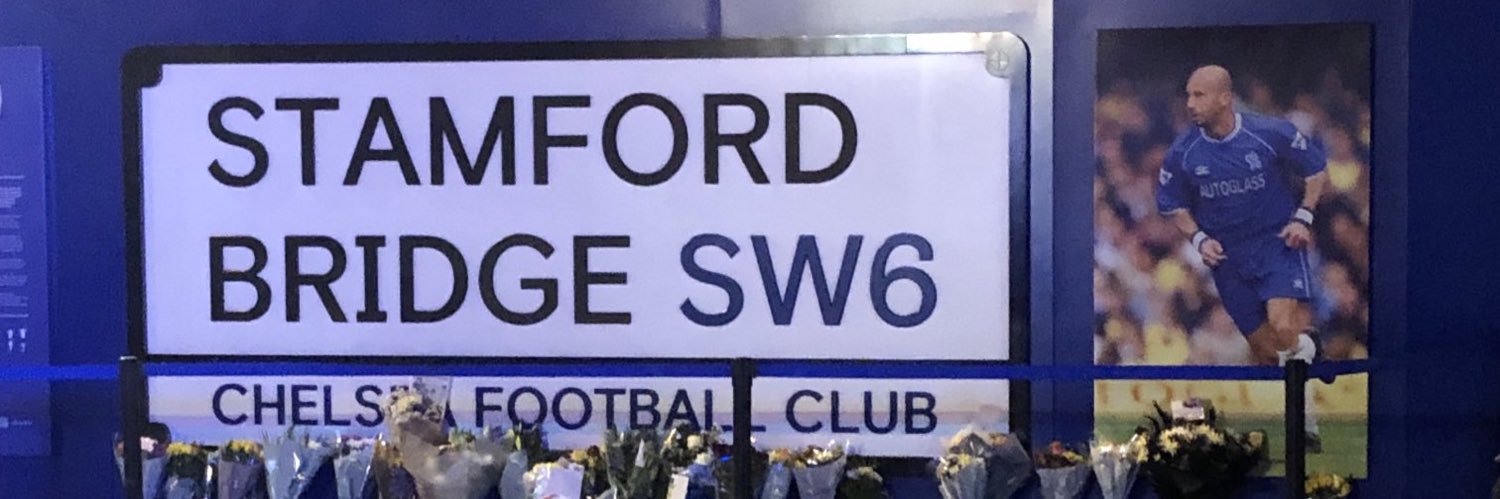 STAMFORD
BRIDGE SW6
CHELSEA FOOTBALL CLUB
AUTOGLASS